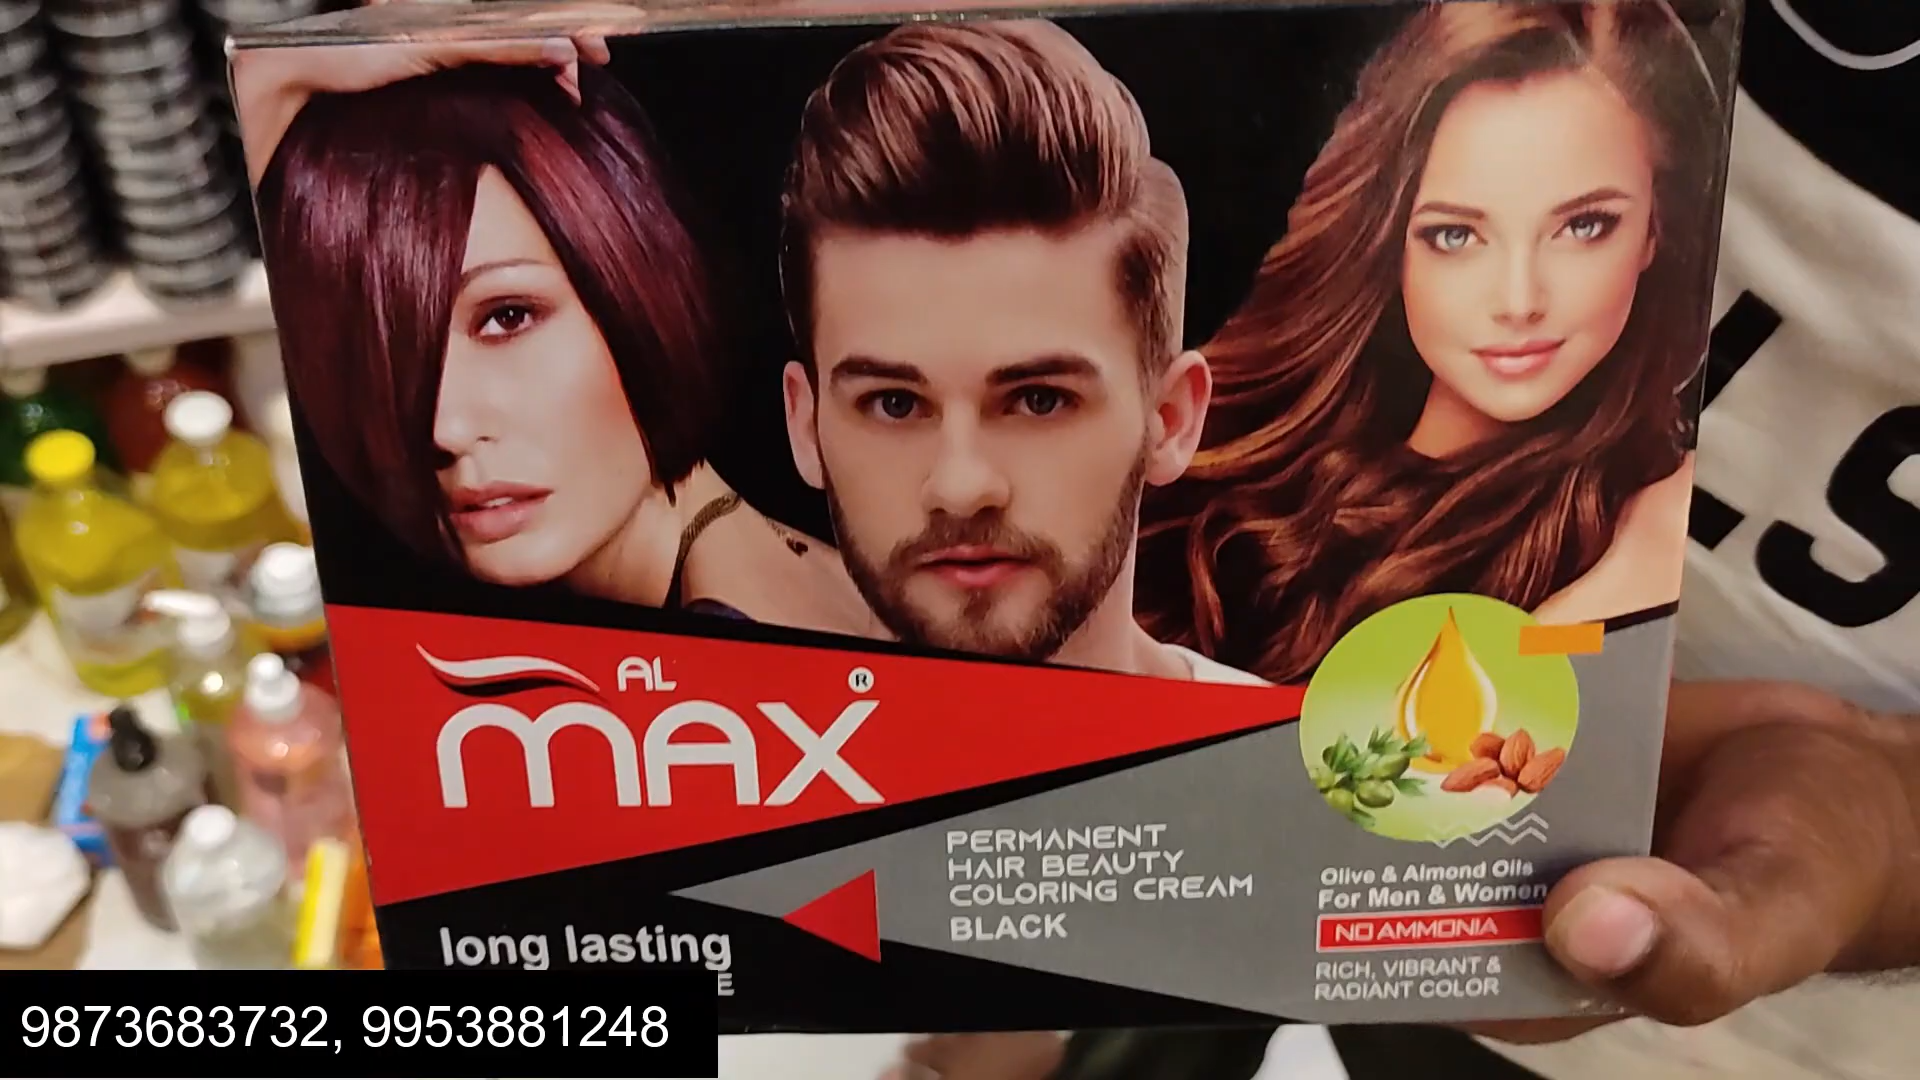 AL
MAX®
PERMANENT
HAIR BEAUTY
COLORING CREAM
BLACK
long lasting
Olive & Almond Oils
For Men & Women
NO AMMONIA
RICH, VIBRANT &
RADIANT COLOR
9873683732, 9953881248